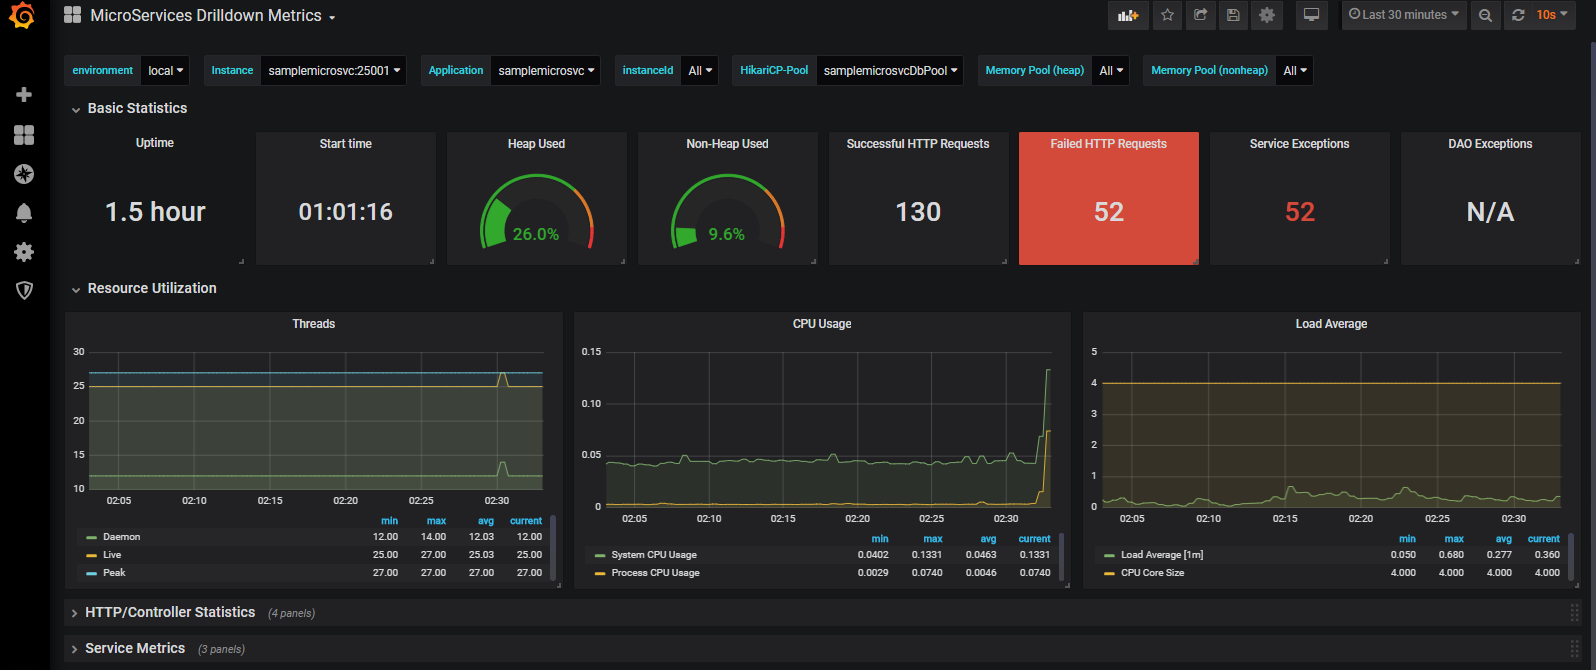 MicroServices Drilldown Metrics
Last 30 minutes
10s
environment local Instance samplemicrosvc:25001 Application samplemicrosvc instanceId All HikariCP-Pool samplemicrosvcDbPool Memory Pool (heap) All Memory Pool (nonheap) All
Basic Statistics
Uptime
1.5 hour
Start time
01:01:16
Heap Used
26.0%
Non-Heap Used
9.6%
Successful HTTP Requests
130
Failed HTTP Requests
52
Service Exceptions
52
DAO Exceptions
N/A
Resource Utilization
Threads
30
25
20
15
10
02:05 02:10 02:15 02:20 02:25 02:30
min max avg current
Daemon 12.00 14.00 12.03 12.00
Live 25.00 27.00 25.03 25.00
Peak 27.00 27.00 27.00 27.00
CPU Usage
0.15
0.10
0.05
0
02:05 02:10 02:15 02:20 02:25 02:30
min max avg current
System CPU Usage 0.0402 0.1331 0.0463 0.1331
Process CPU Usage 0.0029 0.0740 0.0046 0.0740
Load Average
5
4
3
2
1
0
02:05 02:10 02:15 02:20 02:25 02:30
min max avg current
Load Average [1m] 0.050 0.680 0.277 0.360
CPU Core Size 4.000 4.000 4.000 4.000
HTTP/Controller Statistics (4 panels)
Service Metrics (3 panels)